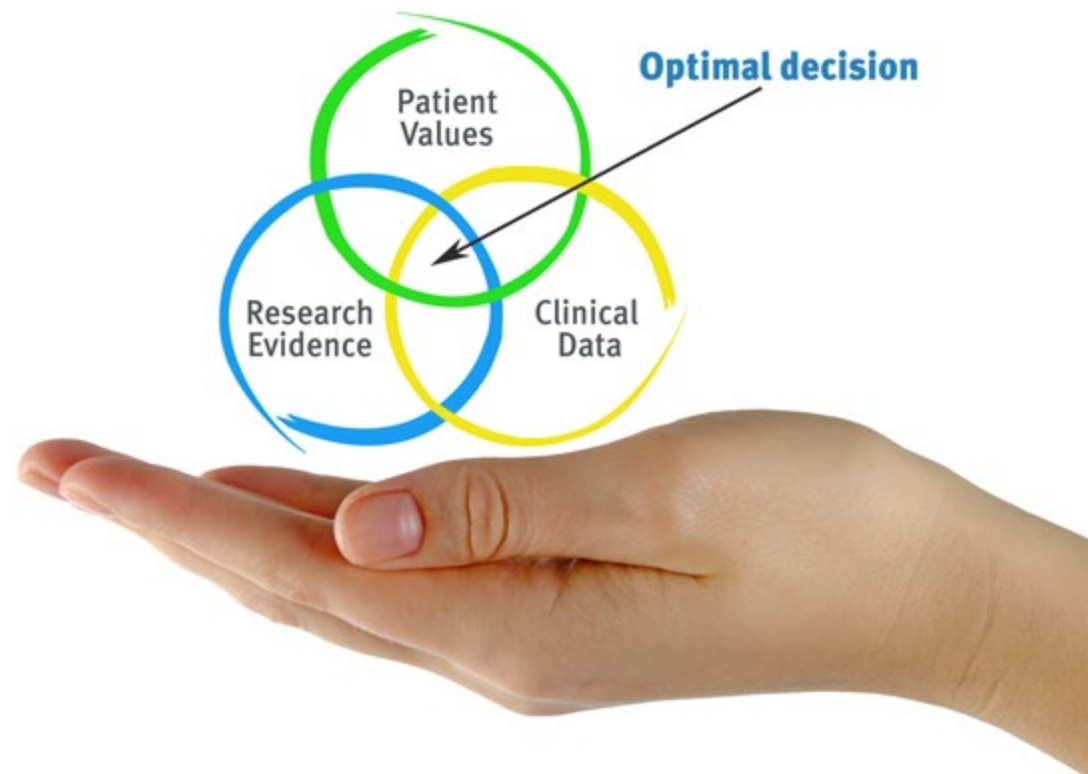 Optimal decision
Patient
Values
Research
Evidence
Clinical
Data